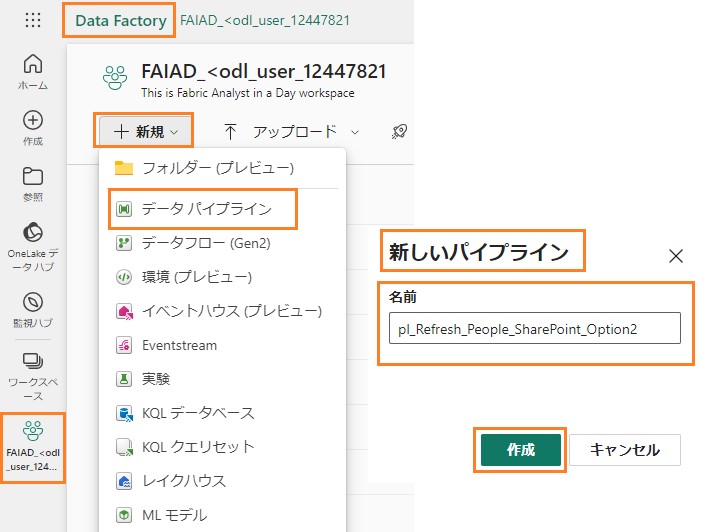 Data Factory
FAIAD_<odl_user_12447821
ホーム
作成
参照
OneLake デ
ータ ハブ
監視ハブ
ワークスペ
ース
FAIAD_<odl
_user_124...
FAIAD_<odl_user_12447821
This is Fabric Analyst in a Day workspace
新規
アップロード
フォルダー (プレビュー)
データ パイプライン
データフロー (Gen2)
環境 (プレビュー)
イベントハウス (プレビュー)
Eventstream
実験
KQL データベース
KQL クエリセット
レイクハウス
ML モデル
新しいパイプライン
名前
pl_Refresh_People_SharePoint_Option2
作成
キャンセル